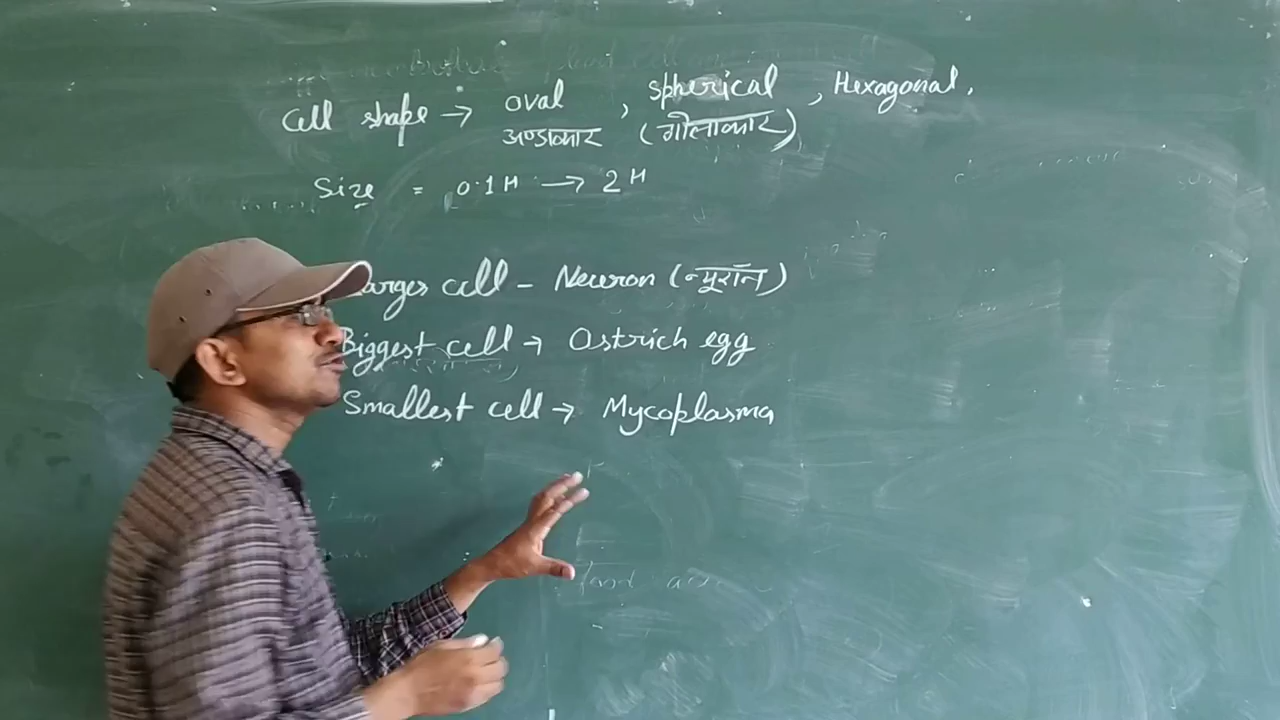 Cell shape → oval , spherical , Hexagonal ,
अण्डाकार (गोलाकार)
Size = 0.1 H → 2 H
Larges cell - Neuron (न्यूरॉन)
Biggest cell → Ostrich egg
Smallest cell → Mycoplasma